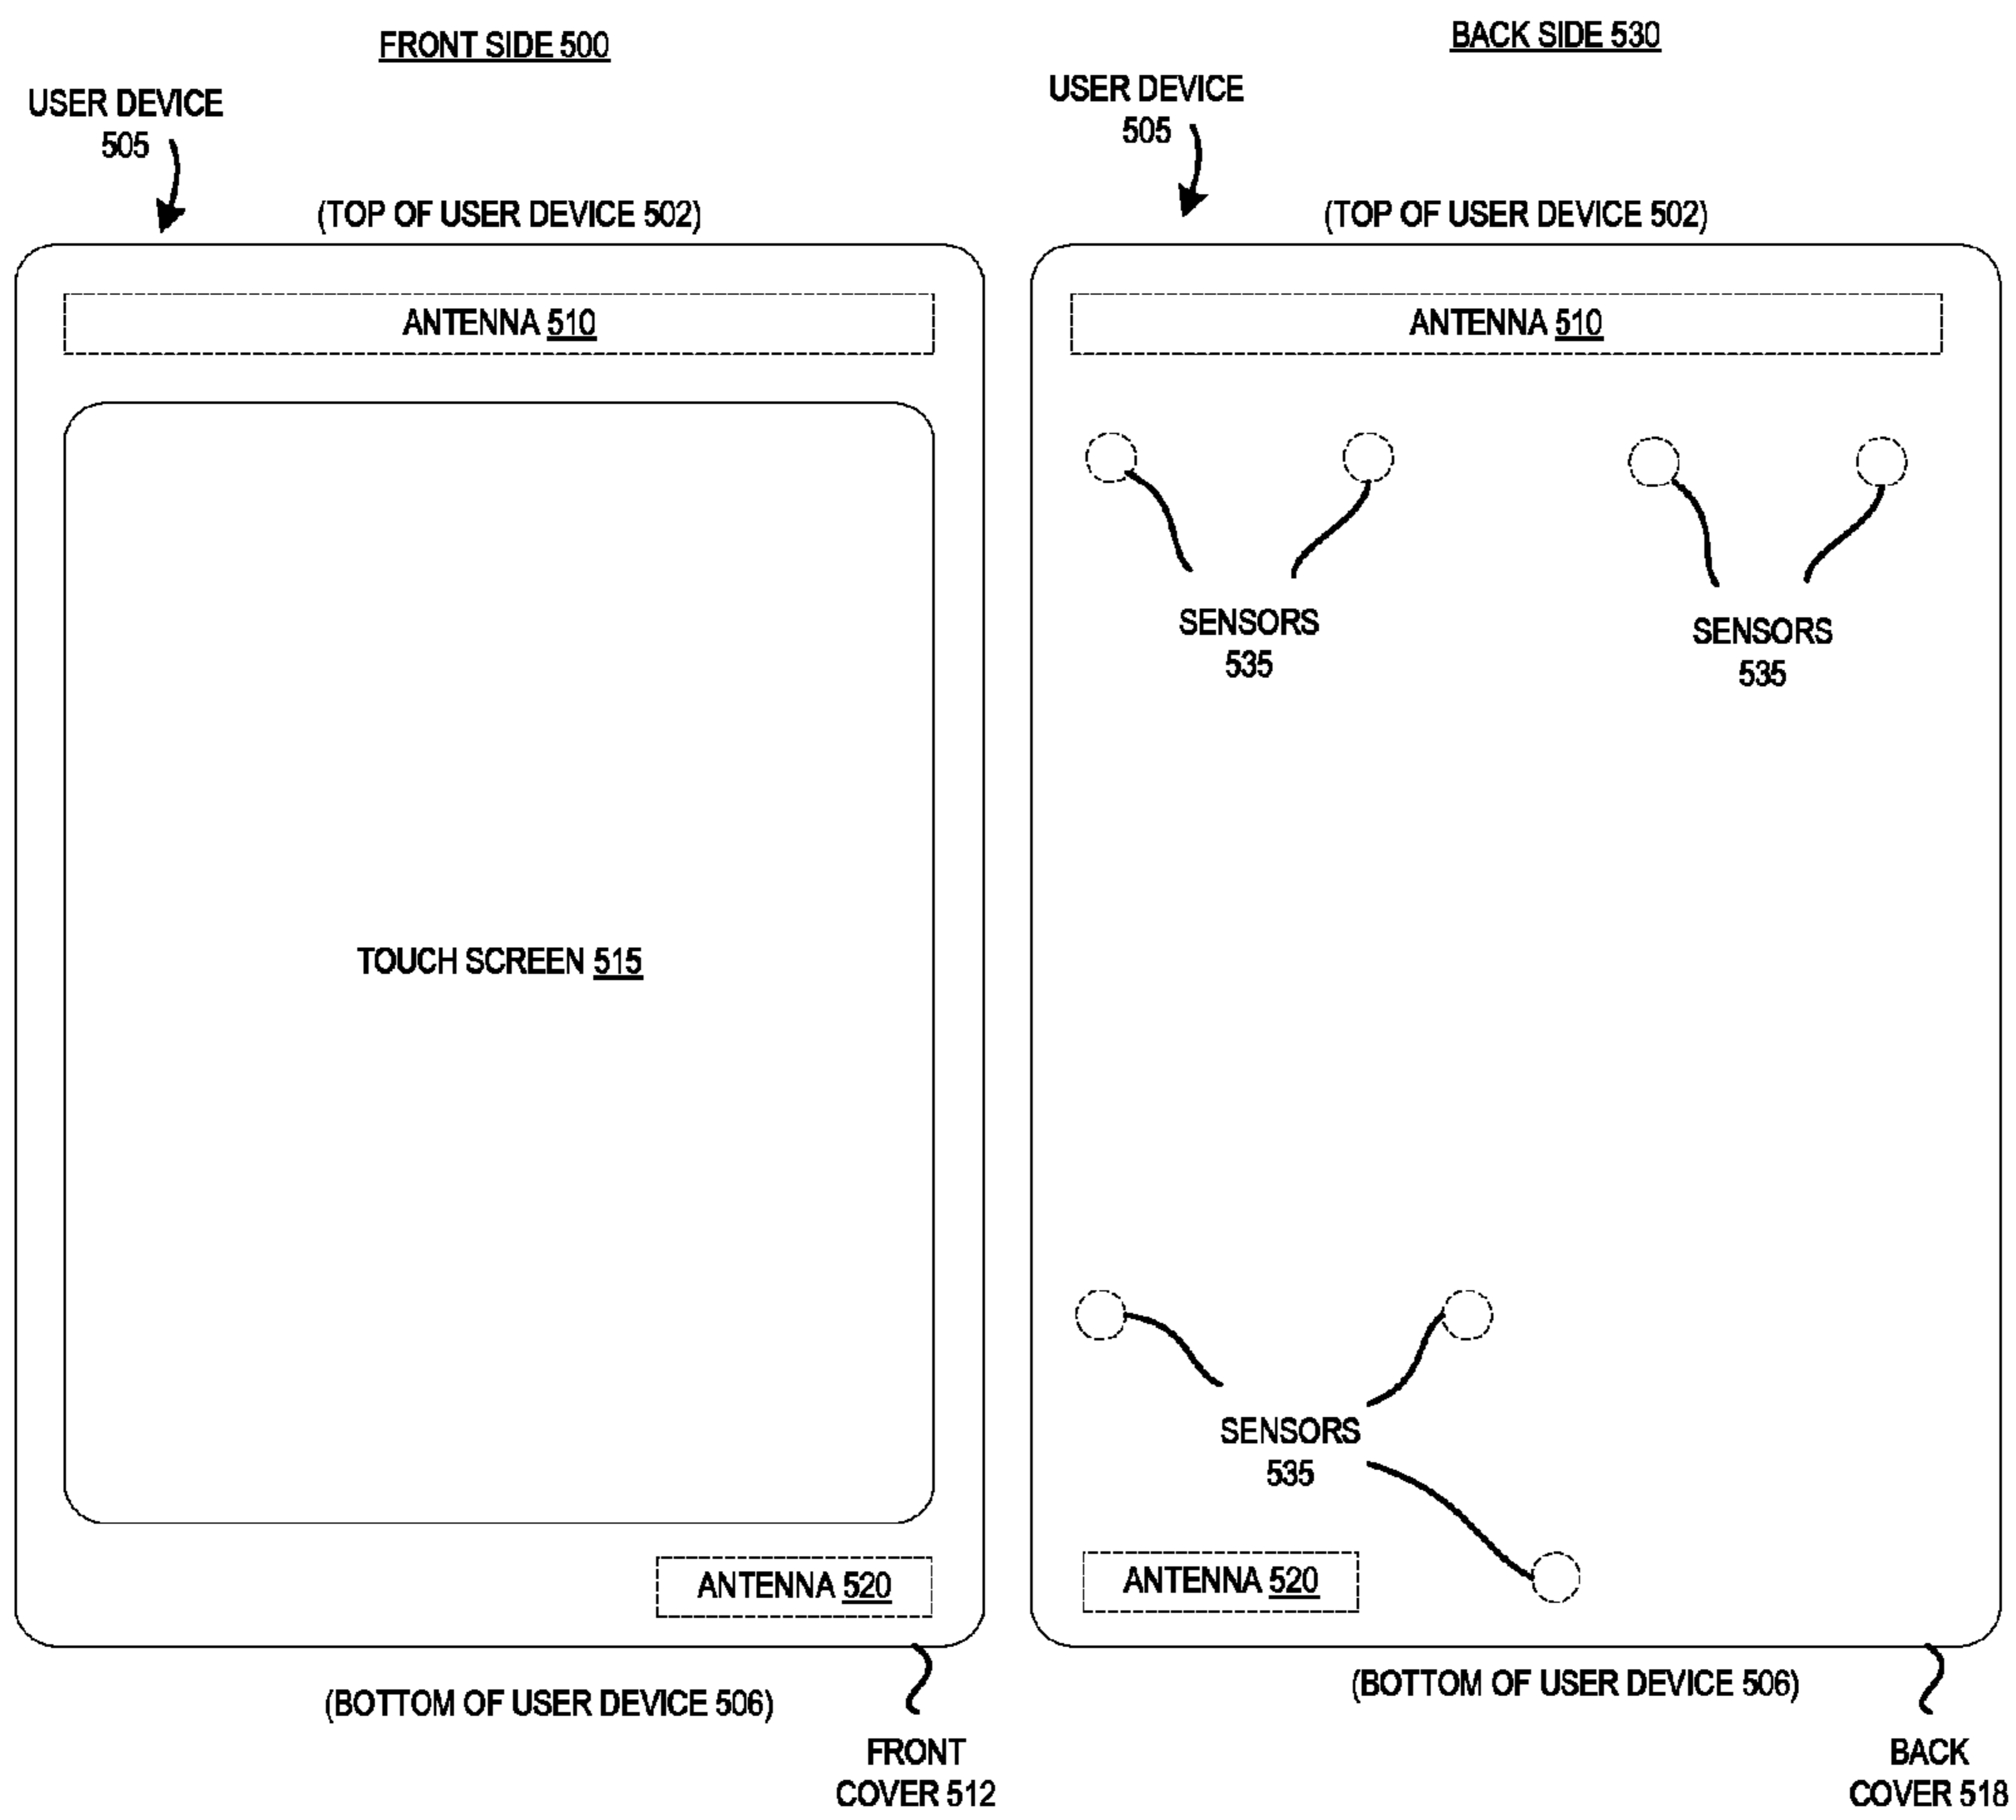 FRONT SIDE 500
USER DEVICE
505
(TOP OF USER DEVICE 502)
ANTENNA 510
TOUCH SCREEN 515
ANTENNA 520
(BOTTOM OF USER DEVICE 506)
FRONT
COVER 512
BACK SIDE 530
USER DEVICE
505
(TOP OF USER DEVICE 502)
ANTENNA 510
SENSORS
535
SENSORS
535
SENSORS
535
ANTENNA 520
(BOTTOM OF USER DEVICE 506)
BACK
COVER 518